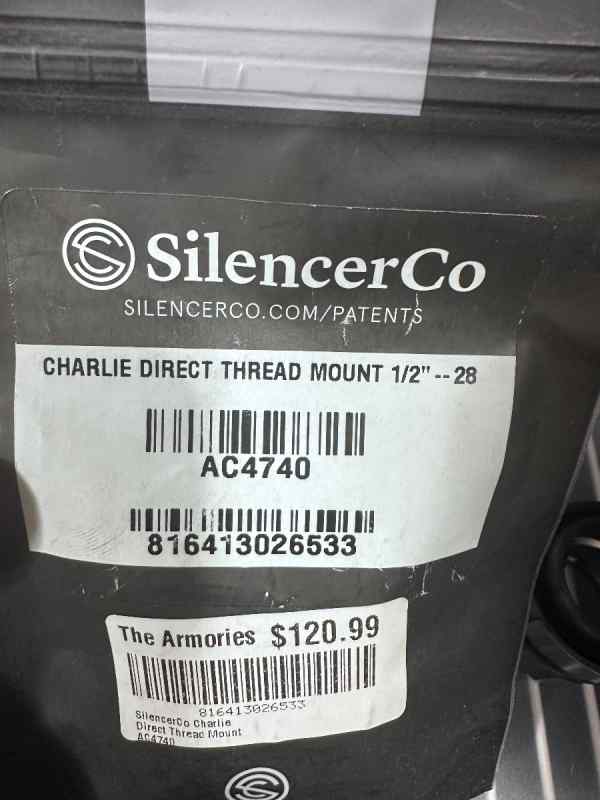 SilencerCo
SILENCERCO.COM/PATENTS
CHARLIE DIRECT THREAD MOUNT 1/2" -- 28
AC4740
816413026533
The Armories $120.99
816413026533
SilencerCo Charlie
Direct Thread Mount
AC4740